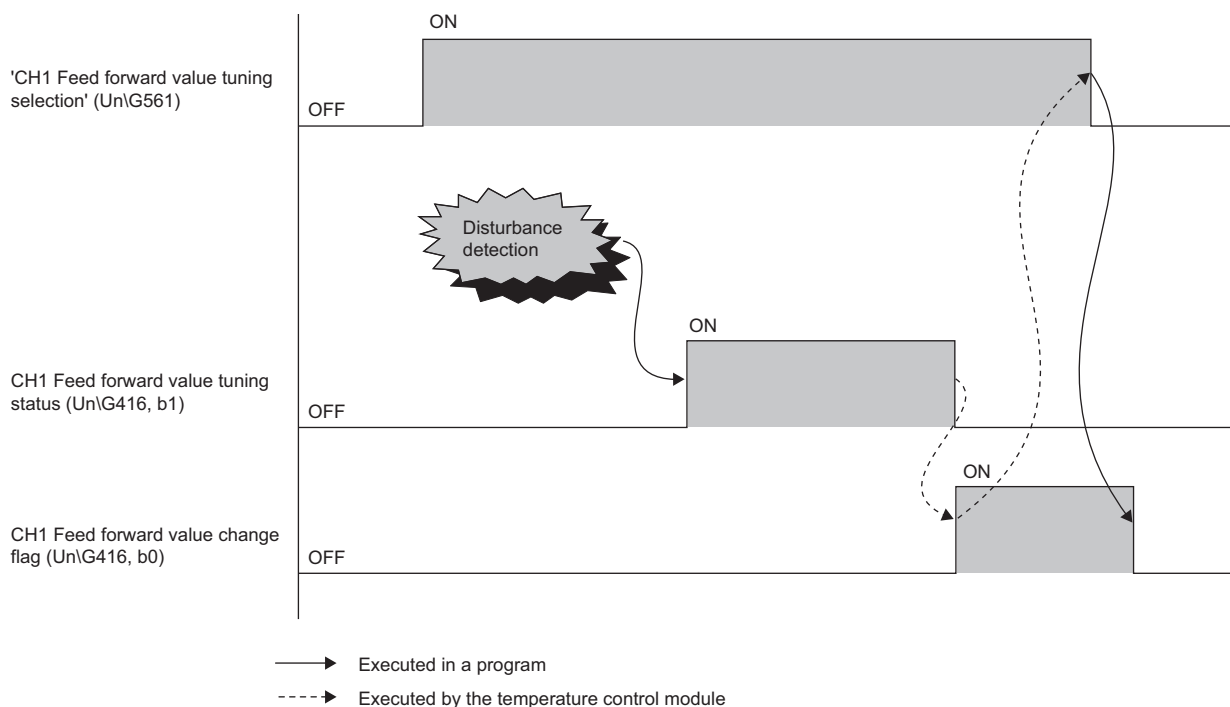 ON
'CH1 Feed forward value tuning
selection' (Un\G561)
OFF
Disturbance
detection
ON
CH1 Feed forward value tuning
status (Un\G416, b1)
OFF
ON
CH1 Feed forward value change
flag (Un\G416, b0)
OFF
Executed in a program
Executed by the temperature control module